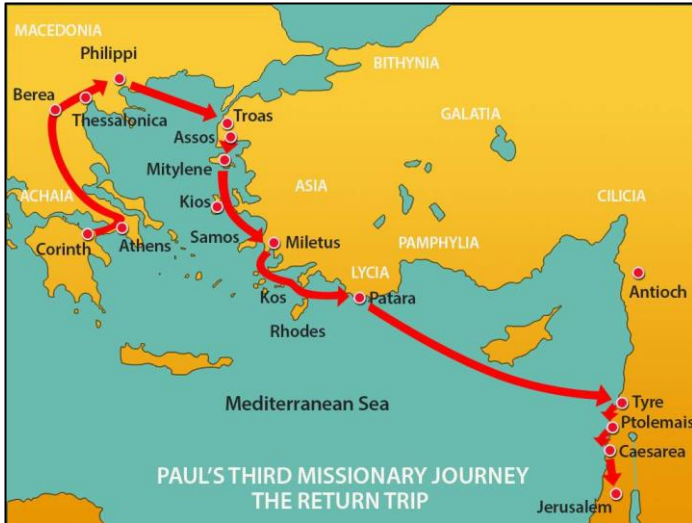 MACEDONIA
Philippi
BITHYNIA
Berea
Troas
Thessalonica
GALATIA
Assos
Mitylene
ASIA
ACHAIA
CILICIA
Kios
Corinth
Athens
Samos
Miletus
PAMPHYLIA
LYCIA
Antioch
Kos
Patara
Rhodes
Mediterranean Sea
Tyre
Ptolemais
Caesarea
PAUL'S THIRD MISSIONARY JOURNEY
THE RETURN TRIP
Jerusalem